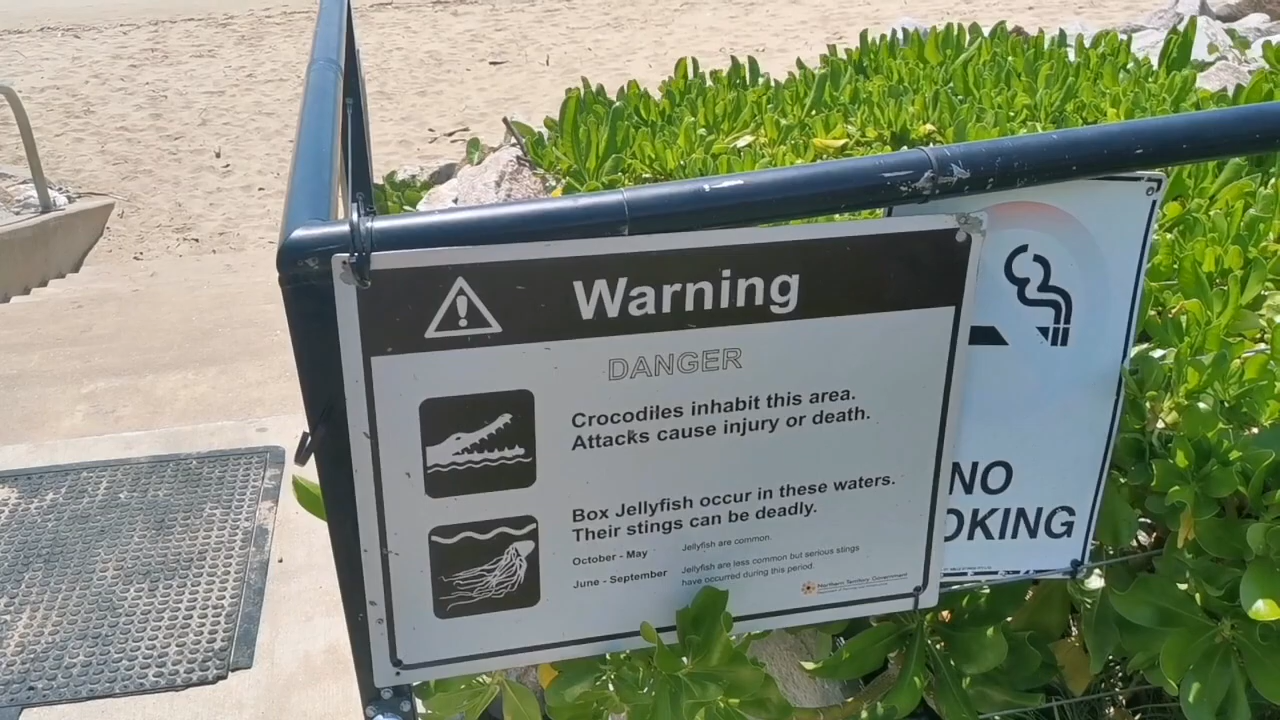 Warning
DANGER
Crocodiles inhabit this area.
Attacks cause injury or death.
Box Jellyfish occur in these waters.
Their stings can be deadly.
October - May Jellyfish are common.
June - September Jellyfish are less common but serious stings
have occurred during this period.
Northern Territory Government
NO
OKING